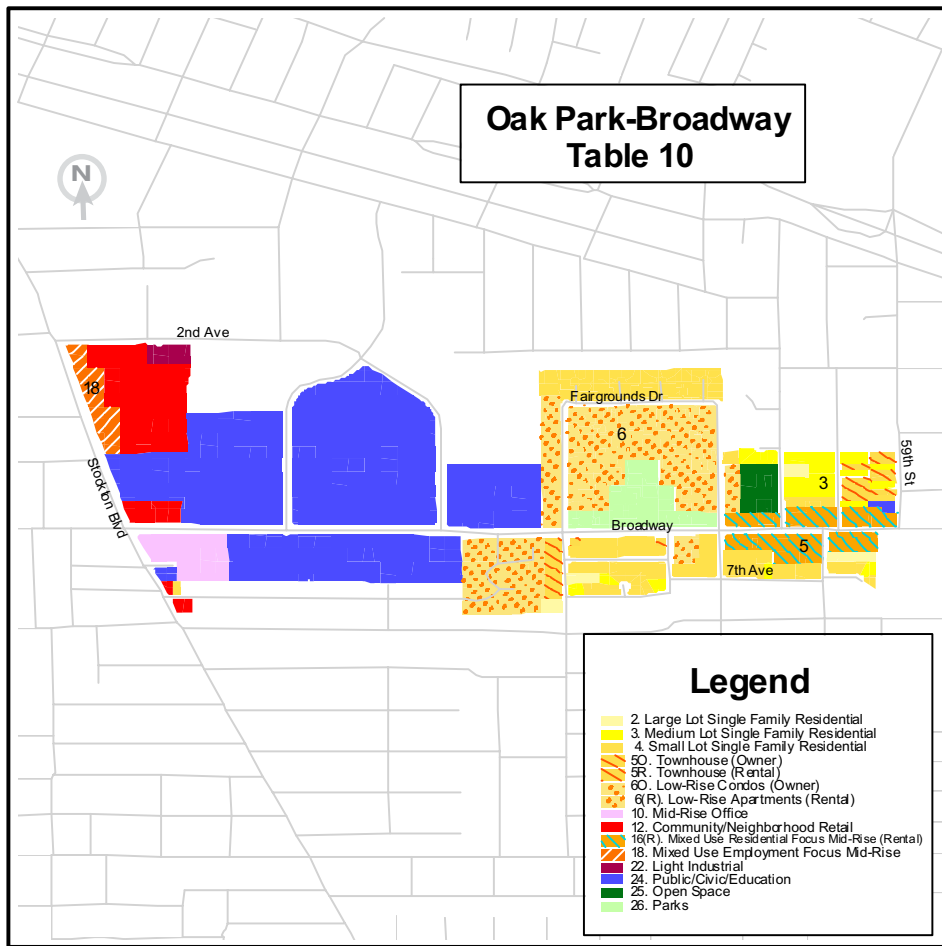 Oak Park-Broadway
Table 10
N
2nd Ave
18
Fairgrounds Dr
6
59th St
3
Stockton Blvd
Broadway
5
7th Ave
Legend
2. Large Lot Single Family Residential
3. Medium Lot Single Family Residential
4. Small Lot Single Family Residential
5O. Townhouse (Owner)
5R. Townhouse (Rental)
6O. Low-Rise Condos (Owner)
6(R). Low-Rise Apartments (Rental)
10. Mid-Rise Office
12. Community/Neighborhood Retail
16(R). Mixed Use Residential Focus Mid-Rise (Rental)
18. Mixed Use Employment Focus Mid-Rise
22. Light Industrial
24. Public/Civic/Education
25. Open Space
26. Parks